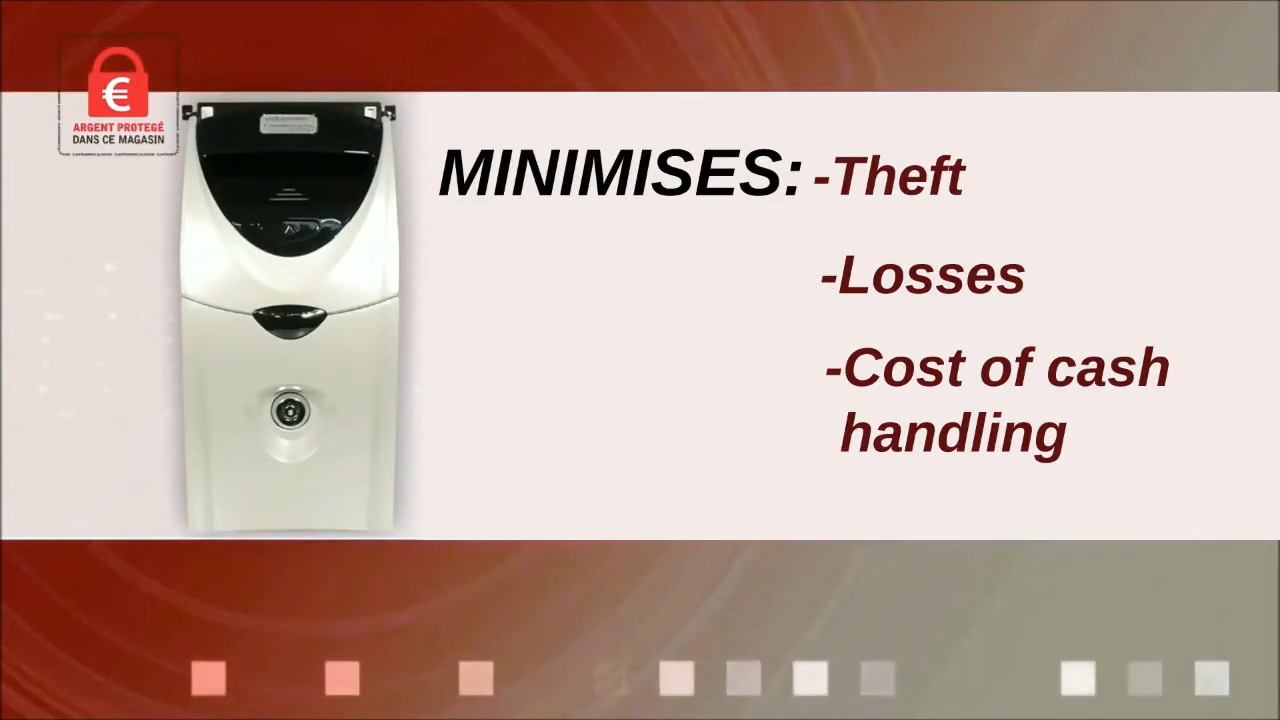 ARGENT PROTEGÉ
DANS CE MAGASIN
MINIMISES: -Theft
-Losses
-Cost of cash
handling